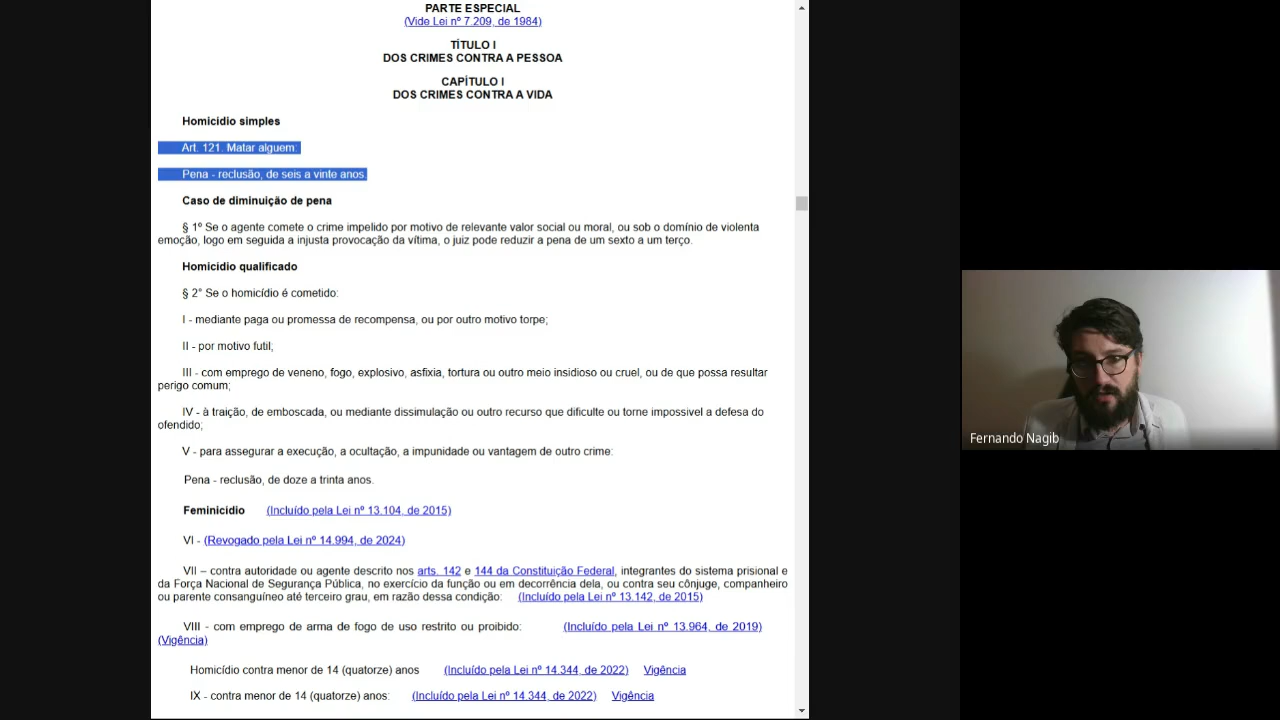 PARTE ESPECIAL
(Vide Lei nº 7.209, de 1984)
TÍTULO I
DOS CRIMES CONTRA A PESSOA
CAPÍTULO I
DOS CRIMES CONTRA A VIDA
Homicidio simples
Art. 121. Matar alguem:
Pena - reclusão, de seis a vinte anos.
Caso de diminuição de pena
§ 1º Se o agente comete o crime impelido por motivo de relevante valor social ou moral, ou sob o domínio de violenta
emoção, logo em seguida a injusta provocação da vítima, o juiz pode reduzir a pena de um sexto a um terço.
Homicidio qualificado
§ 2° Se o homicídio é cometido:
I - mediante paga ou promessa de recompensa, ou por outro motivo torpe;
II - por motivo futil;
III - com emprego de veneno, fogo, explosivo, asfixia, tortura ou outro meio insidioso ou cruel, ou de que possa resultar
perigo comum;
IV - à traição, de emboscada, ou mediante dissimulação ou outro recurso que dificulte ou torne impossivel a defesa do
ofendido;
V - para assegurar a execução, a ocultação, a impunidade ou vantagem de outro crime:
Pena - reclusão, de doze a trinta anos.
Feminicidio (Incluído pela Lei nº 13.104, de 2015)
VI - (Revogado pela Lei nº 14.994, de 2024)
VII – contra autoridade ou agente descrito nos arts. 142 e 144 da Constituição Federal, integrantes do sistema prisional e
da Força Nacional de Segurança Pública, no exercício da função ou em decorrência dela, ou contra seu cônjuge, companheiro
ou parente consanguíneo até terceiro grau, em razão dessa condição: (Incluído pela Lei nº 13.142, de 2015)
VIII - com emprego de arma de fogo de uso restrito ou proibido: (Incluído pela Lei nº 13.964, de 2019)
(Vigência)
Homicídio contra menor de 14 (quatorze) anos (Incluído pela Lei nº 14.344, de 2022) Vigência
IX - contra menor de 14 (quatorze) anos: (Incluído pela Lei nº 14.344, de 2022) Vigência
Fernando Nagib